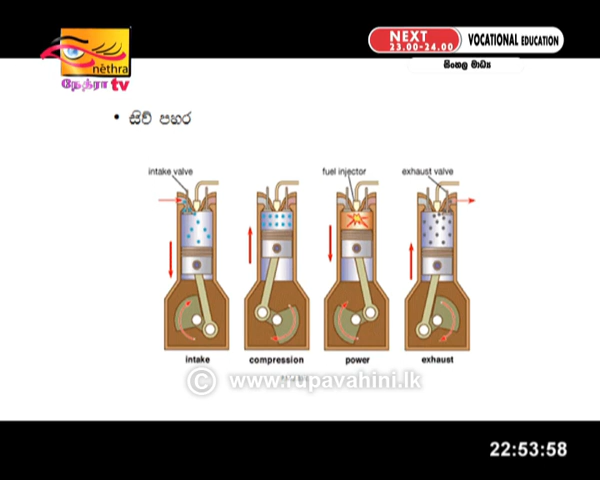 NEXT
23.00-24.00
VOCATIONAL EDUCATION
සිංහල මාධ්‍ය
nēthra
நேத்ரா tv
• සිව් පහර
intake valve
fuel injector
exhaust valve
intake
compression
power
exhaust
© www.rupavahini.lk
22:53:58